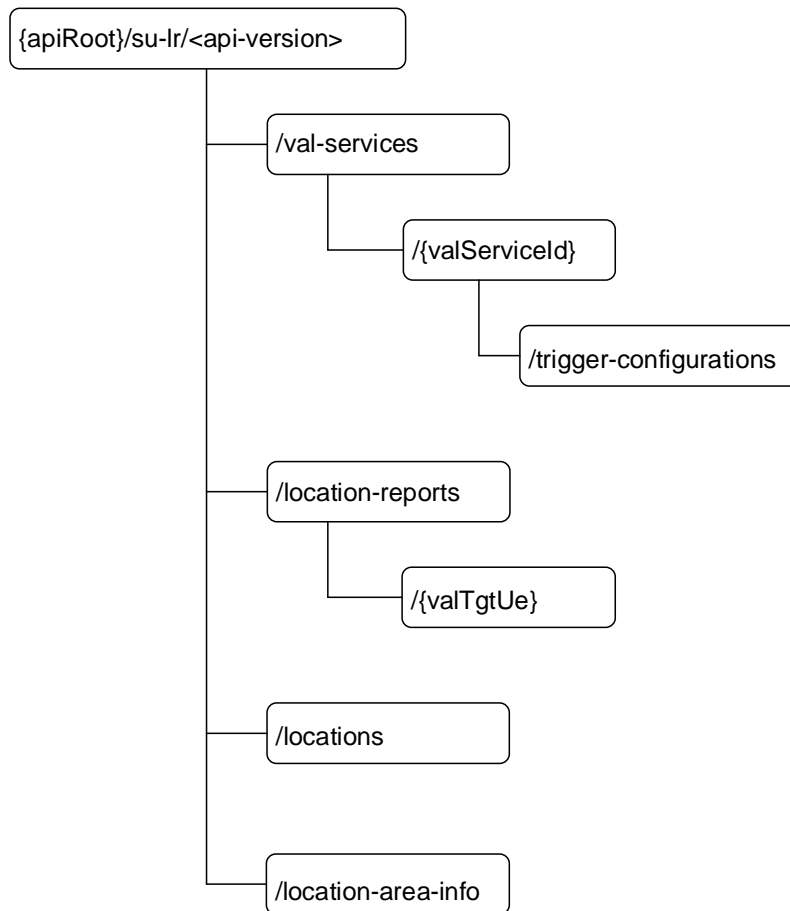 {apiRoot}/su-lr/<api-version>
/val-services
/{valServiceId}
/trigger-configurations
/location-reports
/{valTgtUe}
/locations
/location-area-info